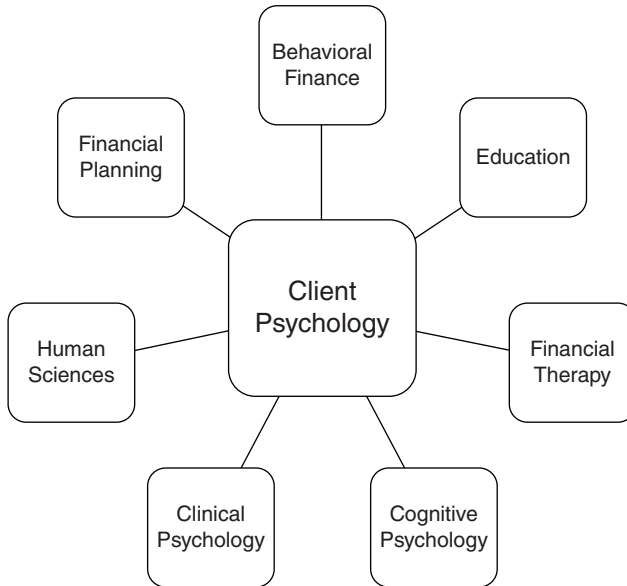 Behavioral
Finance
Financial
Planning
Education
Client
Psychology
Human
Sciences
Financial
Therapy
Clinical
Psychology
Cognitive
Psychology